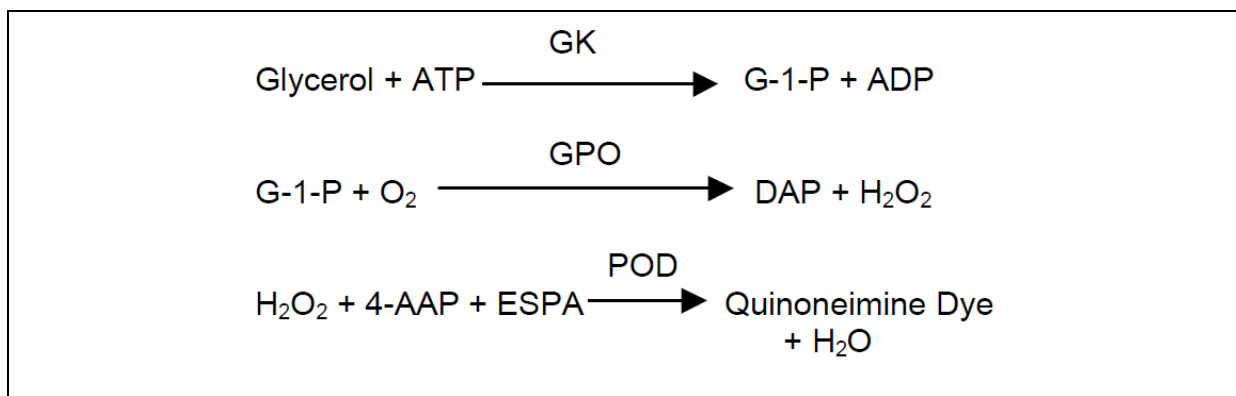 GK
Glycerol + ATP G-1-P + ADP
GPO
G-1-P + O₂ DAP + H₂O₂
POD
H₂O₂ + 4-AAP + ESPA Quinoneimine Dye
+ H₂O